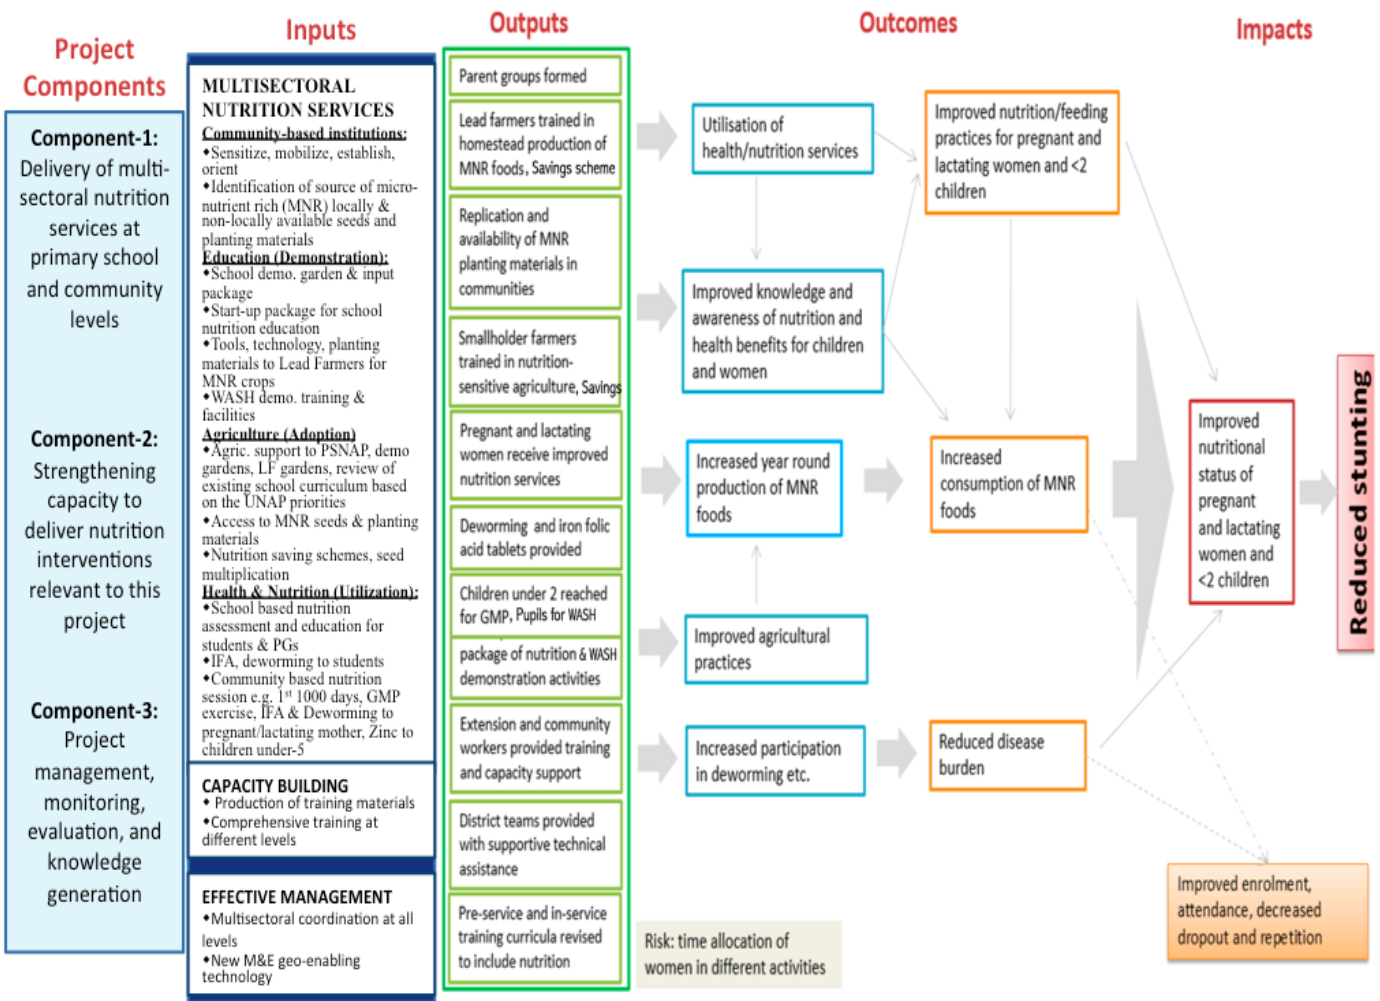 Project
Components
Component-1:
Delivery of multi-
sectoral nutrition
services at
primary school
and community
levels
Component-2:
Strengthening
capacity to
deliver nutrition
interventions
relevant to this
project
Component-3:
Project
management,
monitoring,
evaluation, and
knowledge
generation
Inputs
MULTISECTORAL
NUTRITION SERVICES
Community-based institutions:
◆Sensitize, mobilize, establish,
orient
◆Identification of source of micro-
nutrient rich (MNR) locally &
non-locally available seeds and
planting materials
Education (Demonstration):
◆School demo. garden & input
package
◆Start-up package for school
nutrition education
◆Tools, technology, planting
materials to Lead Farmers for
MNR crops
◆WASH demo. training &
facilities
Agriculture (Adoption)
◆Agric. support to PSNAP, demo
gardens, LF gardens, review of
existing school curriculum based
on the UNAP priorities
◆Access to MNR seeds & planting
materials
◆Nutrition saving schemes, seed
multiplication
Health & Nutrition (Utilization):
◆School based nutrition
assessment and education for
students & PGs
◆IFA, deworming to students
◆Community based nutrition
session e.g. 1st 1000 days, GMP
exercise, IFA & Deworming to
pregnant/lactating mother, Zinc to
children under-5
CAPACITY BUILDING
◆ Production of training materials
◆Comprehensive training at
different levels
EFFECTIVE MANAGEMENT
◆Multisectoral coordination at all
levels
◆New M&E geo-enabling
technology
Outputs
Parent groups formed
Lead farmers trained in
homestead production of
MNR foods, Savings scheme
Replication and
availability of MNR
planting materials in
communities
Smallholder farmers
trained in nutrition-
sensitive agriculture, Savings
Pregnant and lactating
women receive improved
nutrition services
Deworming and iron folic
acid tablets provided
Children under 2 reached
for GMP, Pupils for WASH
package of nutrition & WASH
demonstration activities
Extension and community
workers provided training
and capacity support
District teams provided
with supportive technical
assistance
Pre-service and in-service
training curricula revised
to include nutrition
Outcomes
Utilisation of
health/nutrition services
Improved knowledge and
awareness of nutrition and
health benefits for children
and women
Increased year round
production of MNR
foods
Improved agricultural
practices
Increased participation
in deworming etc.
Risk: time allocation of
women in different activities
Improved nutrition/feeding
practices for pregnant and
lactating women and <2
children
Increased
consumption of MNR
foods
Reduced disease
burden
Impacts
Improved
nutritional
status of
pregnant
and lactating
women and
<2 children
Reduced stunting
Improved enrolment,
attendance, decreased
dropout and repetition